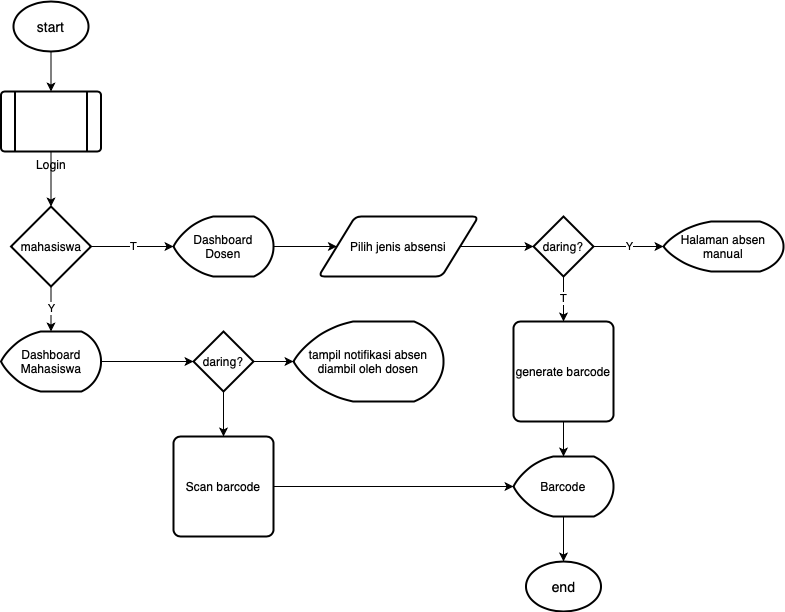 start
Login
mahasiswa
T
Dashboard
Dosen
Pilih jenis absensi
daring?
Y
Halaman absen
manual
Y
T
Dashboard
Mahasiswa
daring?
tampil notifikasi absen
diambil oleh dosen
generate barcode
Scan barcode
Barcode
end